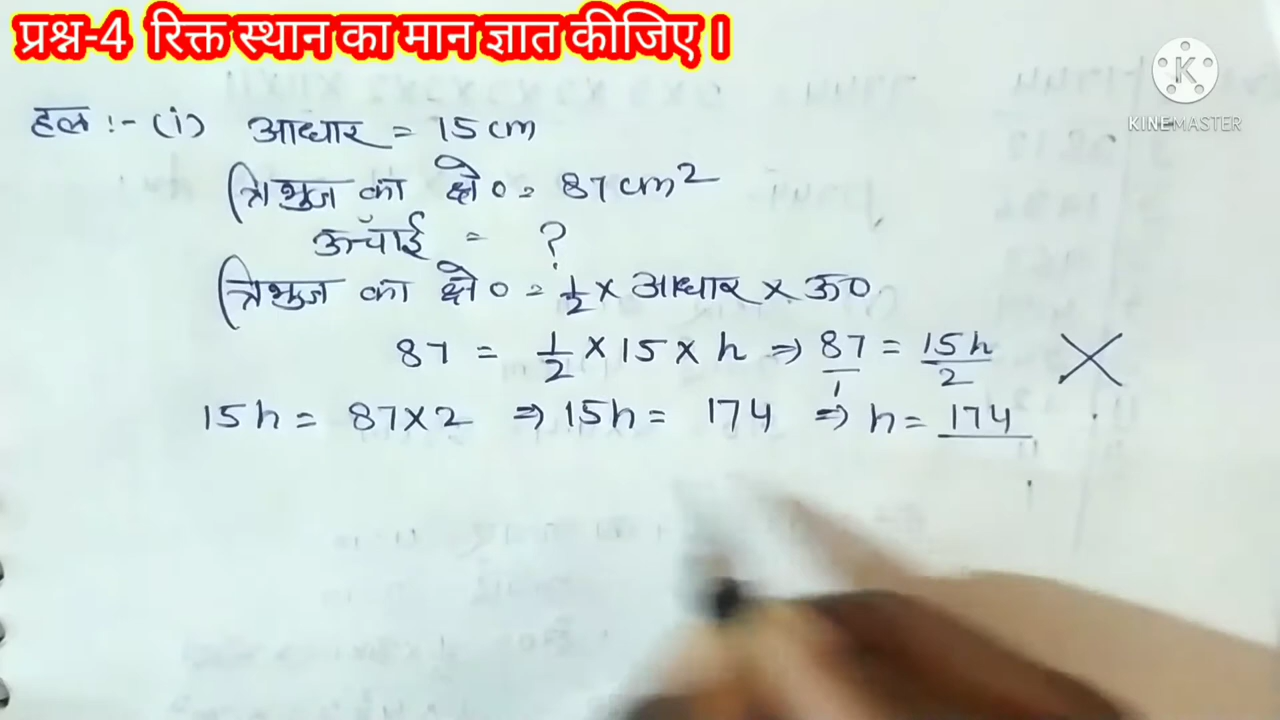 प्रश्न-4 रिक्त स्थान का मान ज्ञात कीजिए ।
K
KINEMASTER
हल :- (i) आधार = 15 cm
त्रिभुज का क्षे० = 87 cm²
ऊँचाई = ?
त्रिभुज का क्षे० = 1/2 × आधार × ऊ०
87 = 1/2 × 15 × h ⇒ 87/1 = 15h/2
15h = 87×2 ⇒ 15h = 174 ⇒ h = 174